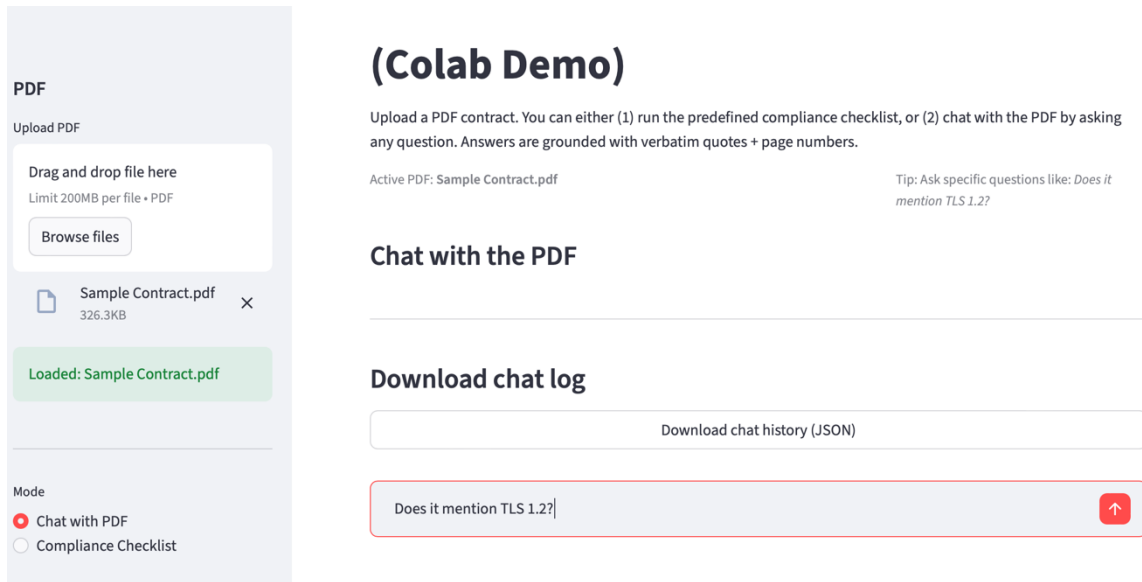 PDF
Upload PDF
Drag and drop file here
Limit 200MB per file • PDF
Browse files
Sample Contract.pdf
326.3KB
Loaded: Sample Contract.pdf
Mode
Chat with PDF
Compliance Checklist
(Colab Demo)
Upload a PDF contract. You can either (1) run the predefined compliance checklist, or (2) chat with the PDF by asking
any question. Answers are grounded with verbatim quotes + page numbers.
Active PDF: Sample Contract.pdf
Tip: Ask specific questions like: Does it
mention TLS 1.2?
Chat with the PDF
Download chat log
Download chat history (JSON)
Does it mention TLS 1.2?